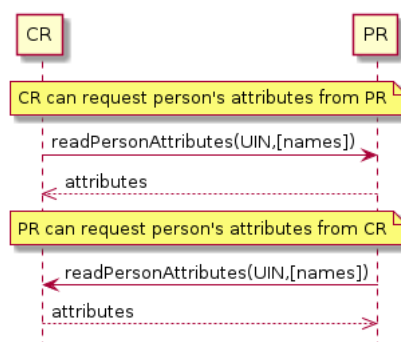 CR PR
CR can request person's attributes from PR
readPersonAttributes(UIN,[names])
attributes
PR can request person's attributes from CR
readPersonAttributes(UIN,[names])
attributes